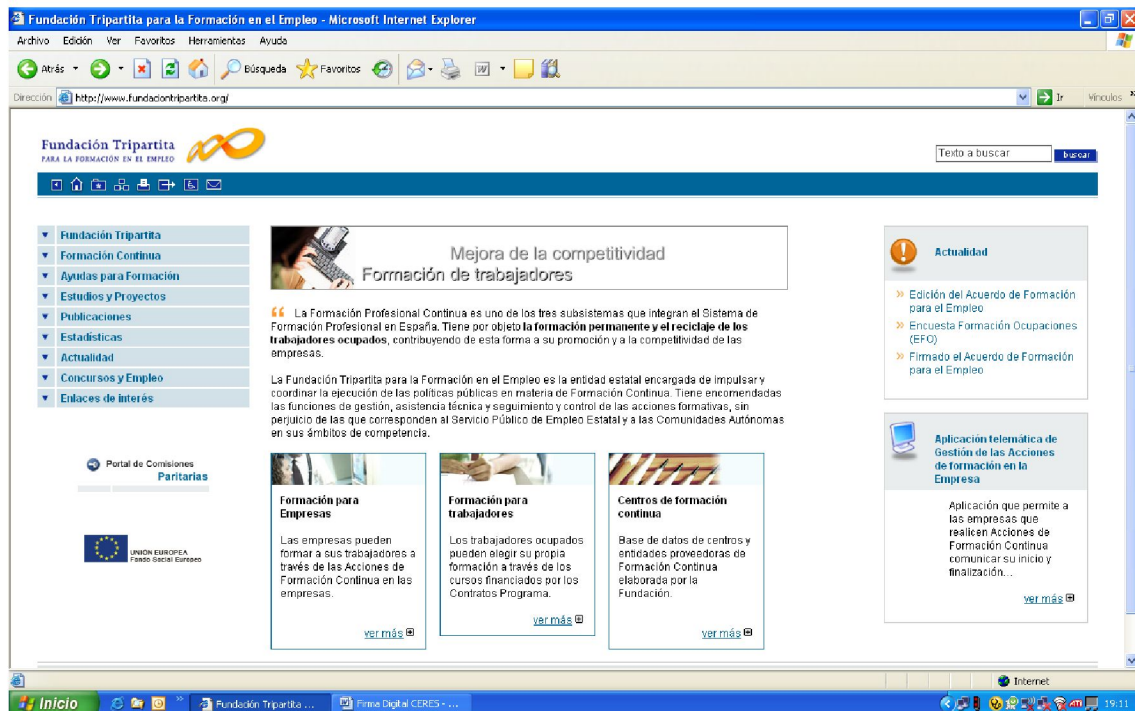 Fundación Tripartita para la Formación en el Empleo - Microsoft Internet Explorer
Archivo Edición Ver Favoritos Herramientas Ayuda
Atrás Búsqueda Favoritos
Dirección http://www.fundaciontripartita.org/ Ir Vínculos
Fundación Tripartita
PARA LA FORMACIÓN EN EL EMPLEO
Texto a buscar buscar
Fundación Tripartita
Formación Continua
Ayudas para Formación
Estudios y Proyectos
Publicaciones
Estadísticas
Actualidad
Concursos y Empleo
Enlaces de interés
Portal de Comisiones
Paritarias
UNIÓN EUROPEA
Fondo Social Europeo
Mejora de la competitividad
Formación de trabajadores
La Formación Profesional Continua es uno de los tres subsistemas que integran el Sistema de
Formación Profesional en España. Tiene por objeto la formación permanente y el reciclaje de los
trabajadores ocupados, contribuyendo de esta forma a su promoción y a la competitividad de las
empresas.
La Fundación Tripartita para la Formación en el Empleo es la entidad estatal encargada de impulsar y
coordinar la ejecución de las políticas públicas en materia de Formación Continua. Tiene encomendadas
las funciones de gestión, asistencia técnica y seguimiento y control de las acciones formativas, sin
perjuicio de las que corresponden al Servicio Público de Empleo Estatal y a las Comunidades Autónomas
en sus ámbitos de competencia.
Formación para
Empresas
Las empresas pueden
formar a sus trabajadores a
través de las Acciones de
Formación Continua en las
empresas.
ver más
Formación para
trabajadores
Los trabajadores ocupados
pueden elegir su propia
formación a través de los
cursos financiados por los
Contratos Programa.
ver más
Centros de formación
continua
Base de datos de centros y
entidades proveedoras de
Formación Continua
elaborada por la
Fundación.
ver más
Actualidad
Edición del Acuerdo de Formación
para el Empleo
Encuesta Formación Ocupaciones
(EFO)
Firmado el Acuerdo de Formación
para el Empleo
Aplicación telemática de
Gestión de las Acciones
de formación en la
Empresa
Aplicación que permite a
las empresas que
realicen Acciones de
Formación Continua
comunicar su inicio y
finalización...
ver más
Internet
Inicio Fundación Tripartita ... Firma Digital CERES - ... 19:11